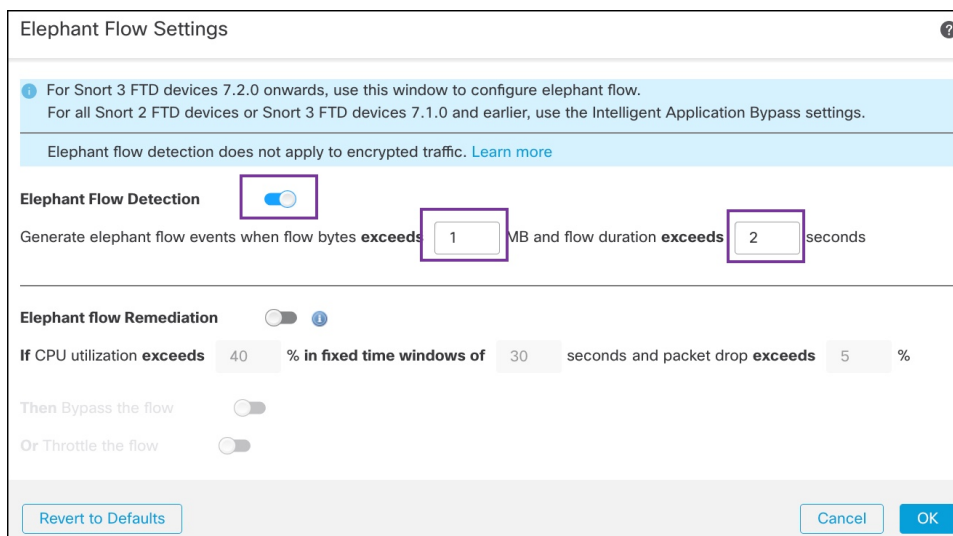 Elephant Flow Settings
?
For Snort 3 FTD devices 7.2.0 onwards, use this window to configure elephant flow.
For all Snort 2 FTD devices or Snort 3 FTD devices 7.1.0 and earlier, use the Intelligent Application Bypass settings.
Elephant flow detection does not apply to encrypted traffic. Learn more
Elephant Flow Detection
Generate elephant flow events when flow bytes exceeds 1 MB and flow duration exceeds 2 seconds
Elephant flow Remediation
If CPU utilization exceeds 40 % in fixed time windows of 30 seconds and packet drop exceeds 5 %
Then Bypass the flow
Or Throttle the flow
Revert to Defaults Cancel OK